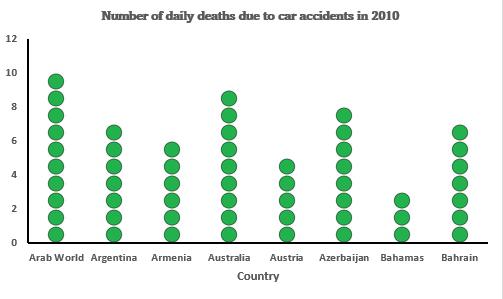 Number of daily deaths due to car accidents in 2010
12
10
8
6
4
2
0
Arab World Argentina Armenia Australia Austria Azerbaijan Bahamas Bahrain
Country